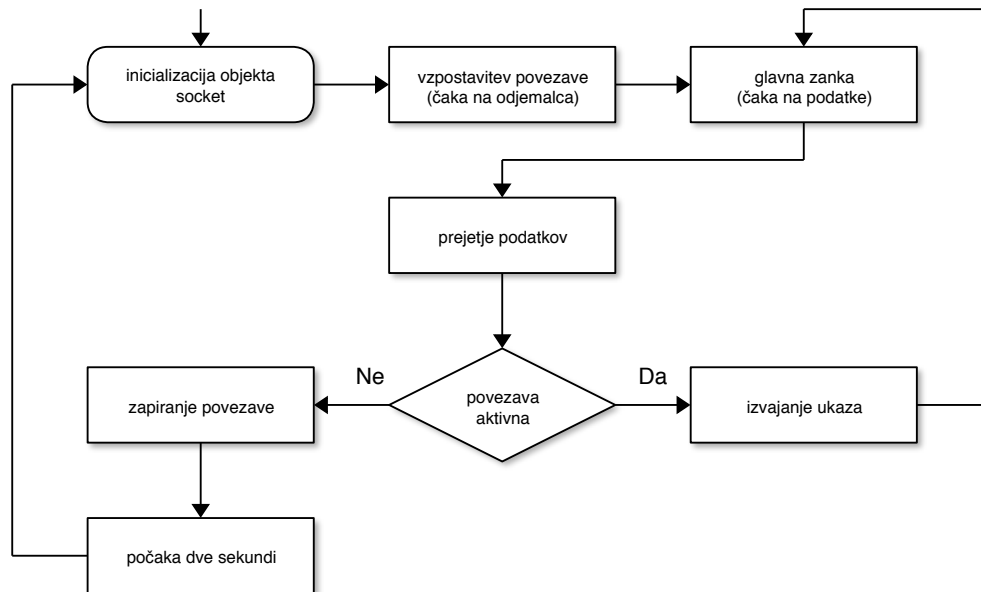 inicializacija objekta
socket
vzpostavitev povezave
(čaka na odjemalca)
glavna zanka
(čaka na podatke)
prejetje podatkov
Ne
povezava
aktivna
Da
zapiranje povezave
izvajanje ukaza
počaka dve sekundi